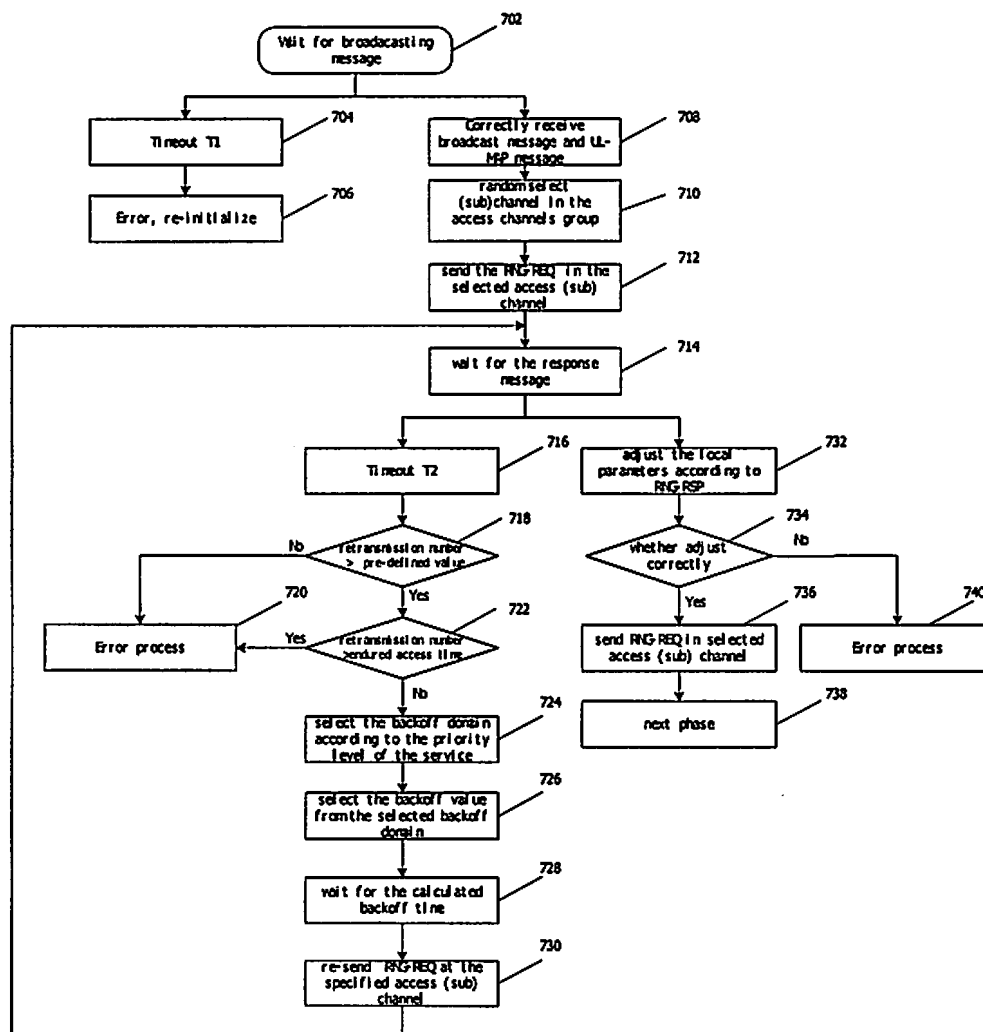 702
Wait for broadacasting
message
704
Timeout T1
708
Correctly receive
broadcast message and UL-
MAP message
706
Error, re-initialize
710
random select
(sub)channel in the
access channels group
712
send the RNG-REQ in the
selected access (sub)
channel
714
wait for the response
message
716
Timeout T2
732
adjust the local
parameters according to
RNG-RSP
718
retransmission number
> pre-defined value
No
Yes
734
whether adjust
correctly
No
Yes
720
Error process
722
retransmission number
>endured access time
Yes
No
736
send RNG-REQ in selected
access (sub) channel
740
Error process
724
select the backoff domain
according to the priority
level of the service
738
next phase
726
select the backoff value
from the selected backoff
domain
728
wait for the calculated
backoff time
730
re-send RNG-REQ at the
specified access (sub)
channel